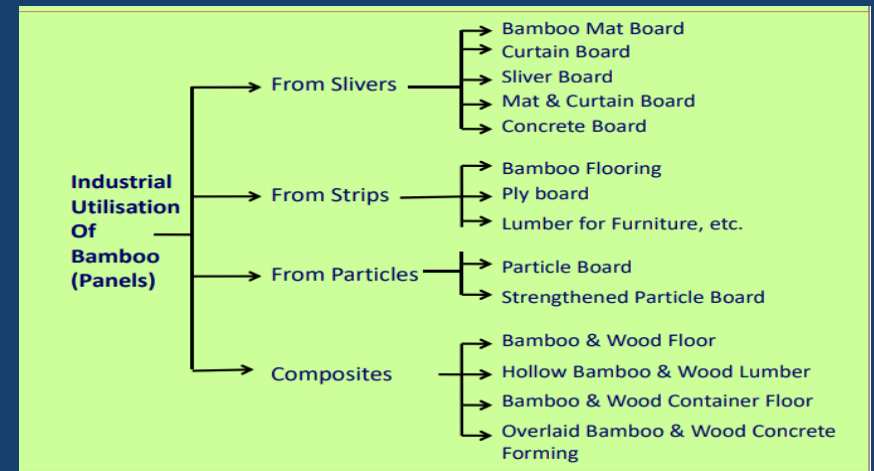 Industrial
Utilisation
Of
Bamboo
(Panels)
From Slivers
Bamboo Mat Board
Curtain Board
Sliver Board
Mat & Curtain Board
Concrete Board
From Strips
Bamboo Flooring
Ply board
Lumber for Furniture, etc.
From Particles
Particle Board
Strengthened Particle Board
Composites
Bamboo & Wood Floor
Hollow Bamboo & Wood Lumber
Bamboo & Wood Container Floor
Overlaid Bamboo & Wood Concrete
Forming